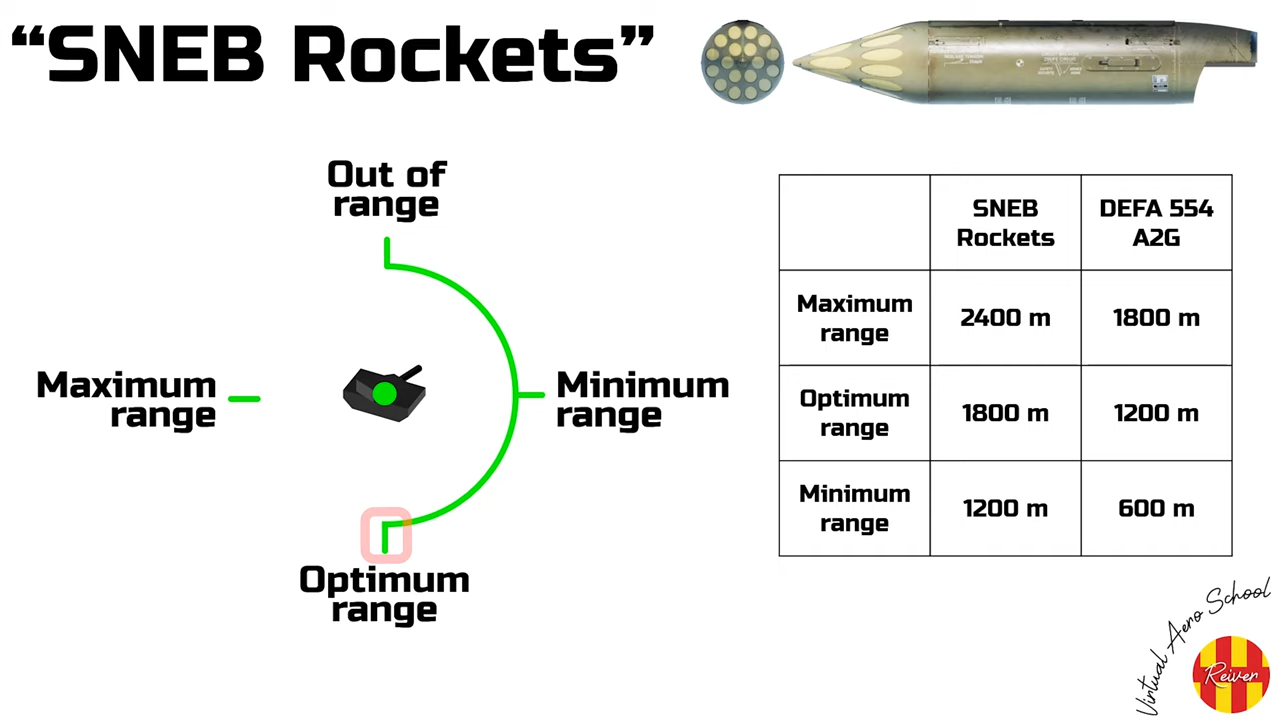 “SNEB Rockets”
Out of
range
Maximum
range
Minimum
range
Optimum
range
SNEB
Rockets
DEFA 554
A2G
Maximum
range
2400 m
1800 m
Optimum
range
1800 m
1200 m
Minimum
range
1200 m
600 m
Virtual Aero School
Reiver